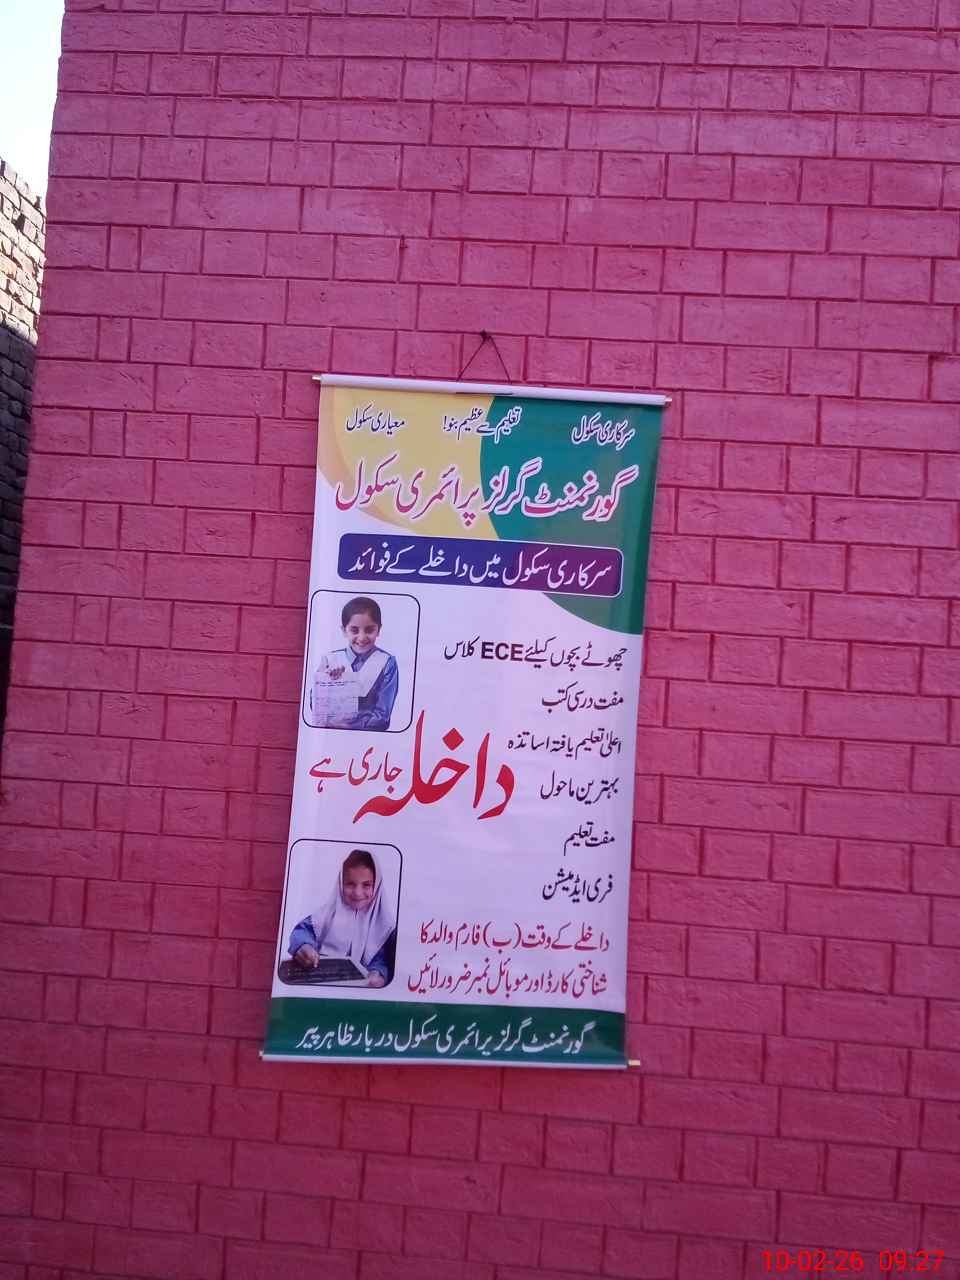 سرکاری سکول تعلیم سے عظیم بنو! معیاری سکول
گورنمنٹ گرلز پرائمری سکول
سرکاری سکول میں داخلے کے فوائد
چھوٹے بچوں کیلئے ECE کلاس
مفت درسی کتب
اعلیٰ تعلیم یافتہ اساتذہ
بہترین ماحول
داخلہ جاری ہے
مفت تعلیم
فری ایڈمیشن
داخلے کے وقت (ب) فارم والد کا
شناختی کارڈ اور موبائل نمبر ضرور لائیں
گورنمنٹ گرلز پرائمری سکول دربار ظاہر پیر
10-02-26 09:27